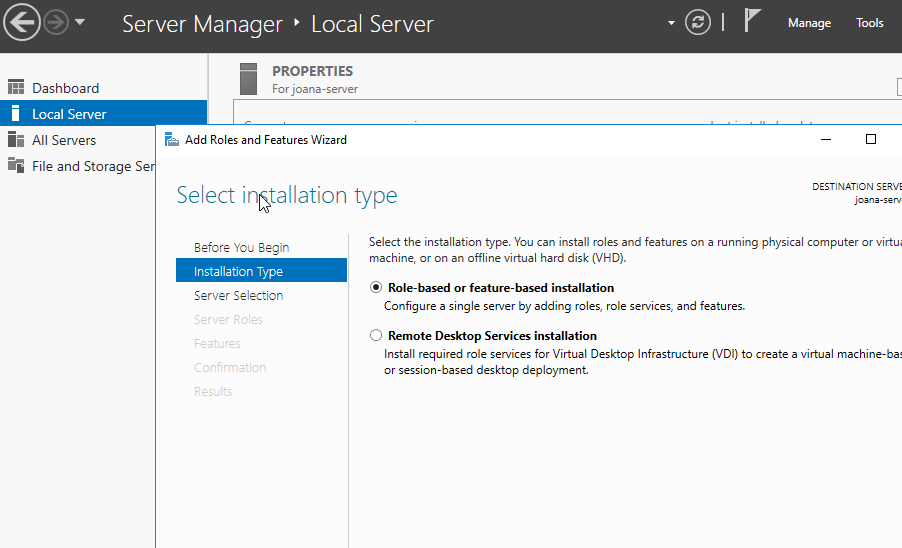 Server Manager ‣ Local Server
Manage
Tools
Dashboard
Local Server
All Servers
File and Storage Ser
PROPERTIES
For joana-server
Add Roles and Features Wizard
Select installation type
DESTINATION SERVE
joana-serv
Before You Begin
Installation Type
Server Selection
Server Roles
Features
Confirmation
Results
Select the installation type. You can install roles and features on a running physical computer or virtu
machine, or on an offline virtual hard disk (VHD).
Role-based or feature-based installation
Configure a single server by adding roles, role services, and features.
Remote Desktop Services installation
Install required role services for Virtual Desktop Infrastructure (VDI) to create a virtual machine-ba
or session-based desktop deployment.